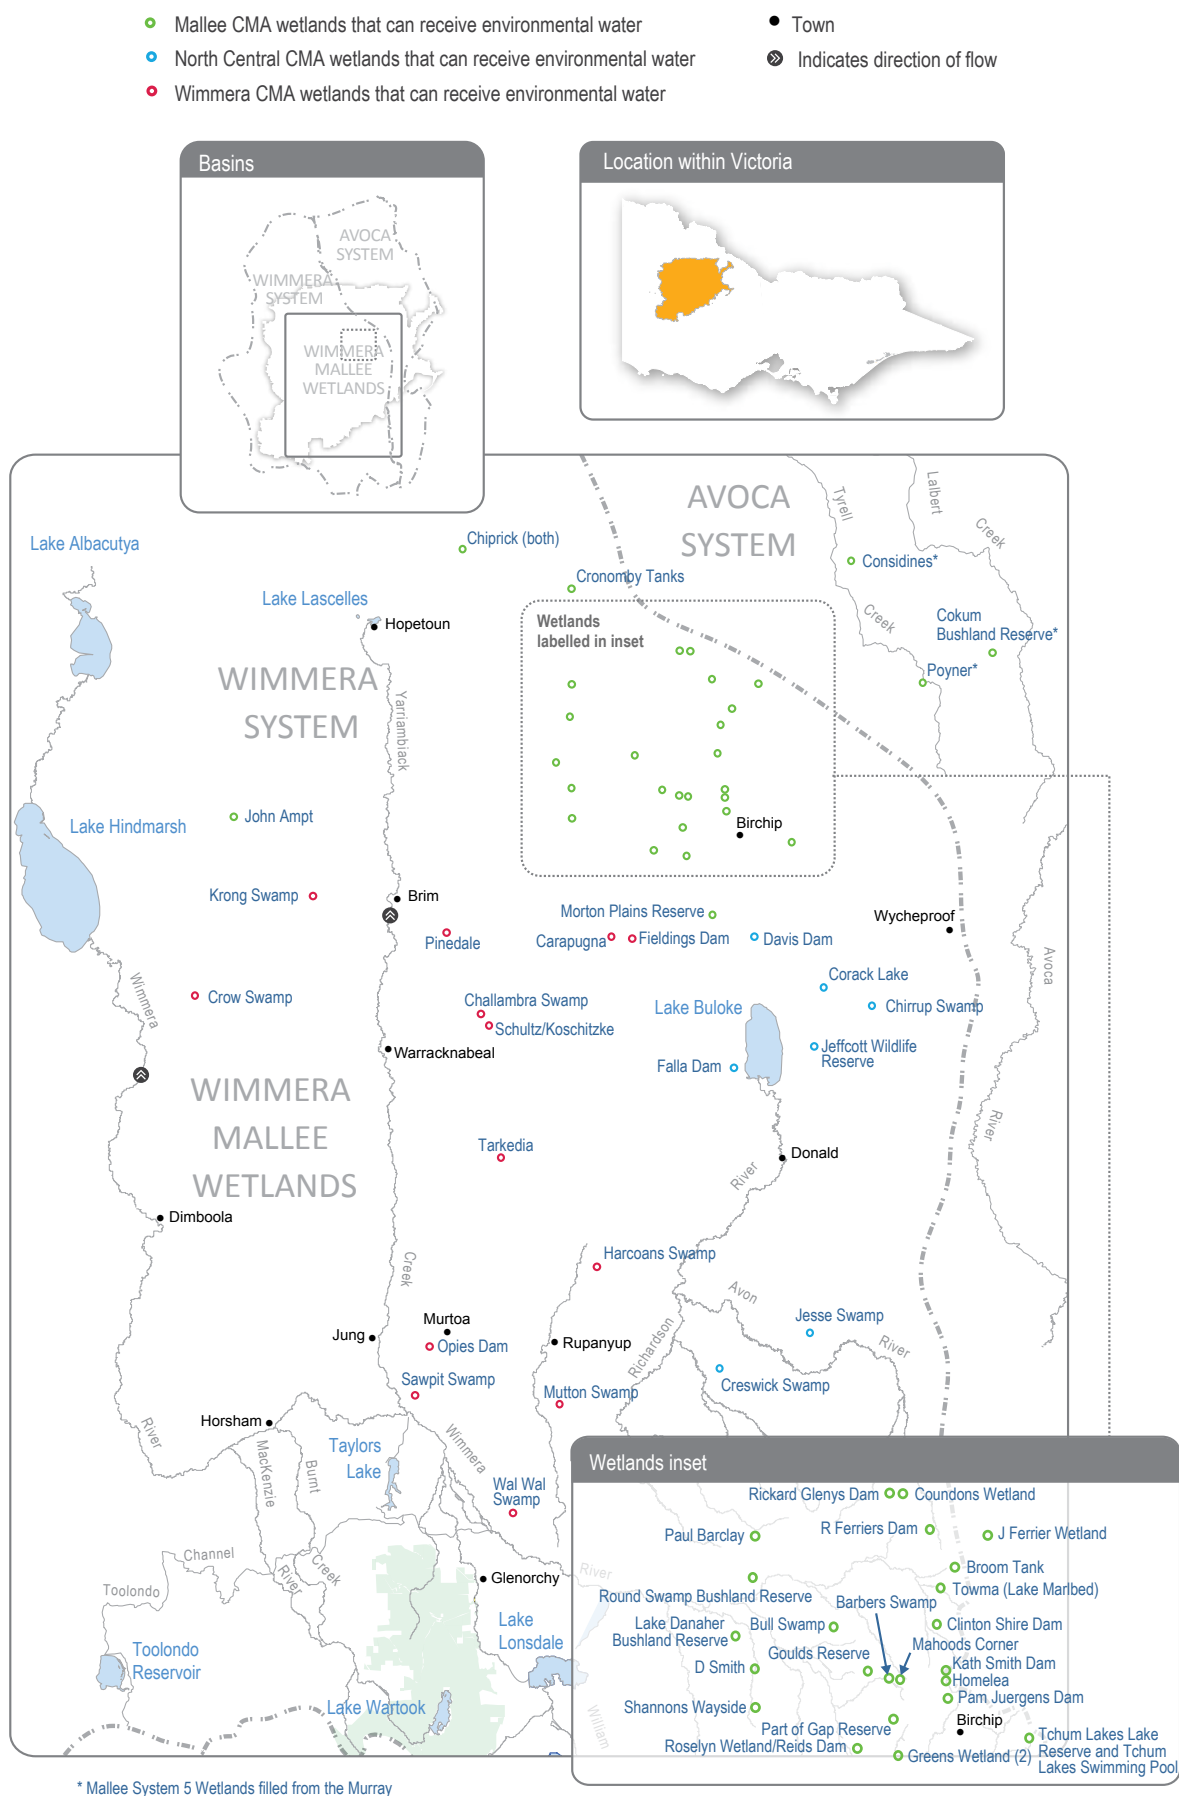 Mallee CMA wetlands that can receive environmental water
North Central CMA wetlands that can receive environmental water
Wimmera CMA wetlands that can receive environmental water
Town
Indicates direction of flow
Basins
AVOCA
SYSTEM
WIMMERA
SYSTEM
WIMMERA
MALLEE
WETLANDS
Location within Victoria
AVOCA
SYSTEM
Tyrell
Creek
Lalbert
Creek
Lake Albacutya
Chiprick (both)
Considines*
Cronomby Tanks
Lake Lascelles
Hopetoun
Wetlands
labelled in inset
Cokum
Bushland Reserve*
Poyner*
WIMMERA
SYSTEM
Yarriambiack
John Ampt
Lake Hindmarsh
Birchip
Krong Swamp
Brim
Morton Plains Reserve
Wycheproof
Pinedale
Carapugna
Fieldings Dam
Davis Dam
Avoca
Corack Lake
Wimmera
Crow Swamp
Challambra Swamp
Lake Buloke
Chirrup Swamp
Schultz/Koschitzke
Warracknabeal
Jeffcott Wildlife
Reserve
Falla Dam
WIMMERA
MALLEE
WETLANDS
River
Tarkedia
Donald
River
Dimboola
Harcoans Swamp
Creek
Avon
Jesse Swamp
River
Murtoa
Jung
Opies Dam
Rupanyup
Richardson
Sawpit Swamp
Mutton Swamp
Creswick Swamp
Horsham
River
MacKenzie
Burnt
Taylors
Lake
Wimmera
Wal Wal
Swamp
Channel
Creek
River
Toolondo
Glenorchy
Toolondo
Reservoir
Lake
Lonsdale
Lake Wartook
Wetlands inset
Rickard Glenys Dam
Coundons Wetland
Paul Barclay
R Ferriers Dam
J Ferrier Wetland
River
Broom Tank
Round Swamp Bushland Reserve
Towma (Lake Marlbed)
Barbers Swamp
Lake Danaher
Bushland Reserve
Bull Swamp
Clinton Shire Dam
Mahoods Corner
Goulds Reserve
D Smith
Kath Smith Dam
Homelea
Shannons Wayside
Pam Juergens Dam
William
Part of Gap Reserve
Birchip
Roselyn Wetland/Reids Dam
Greens Wetland (2)
Tchum Lakes Lake
Reserve and Tchum
Lakes Swimming Pool
* Mallee System 5 Wetlands filled from the Murray